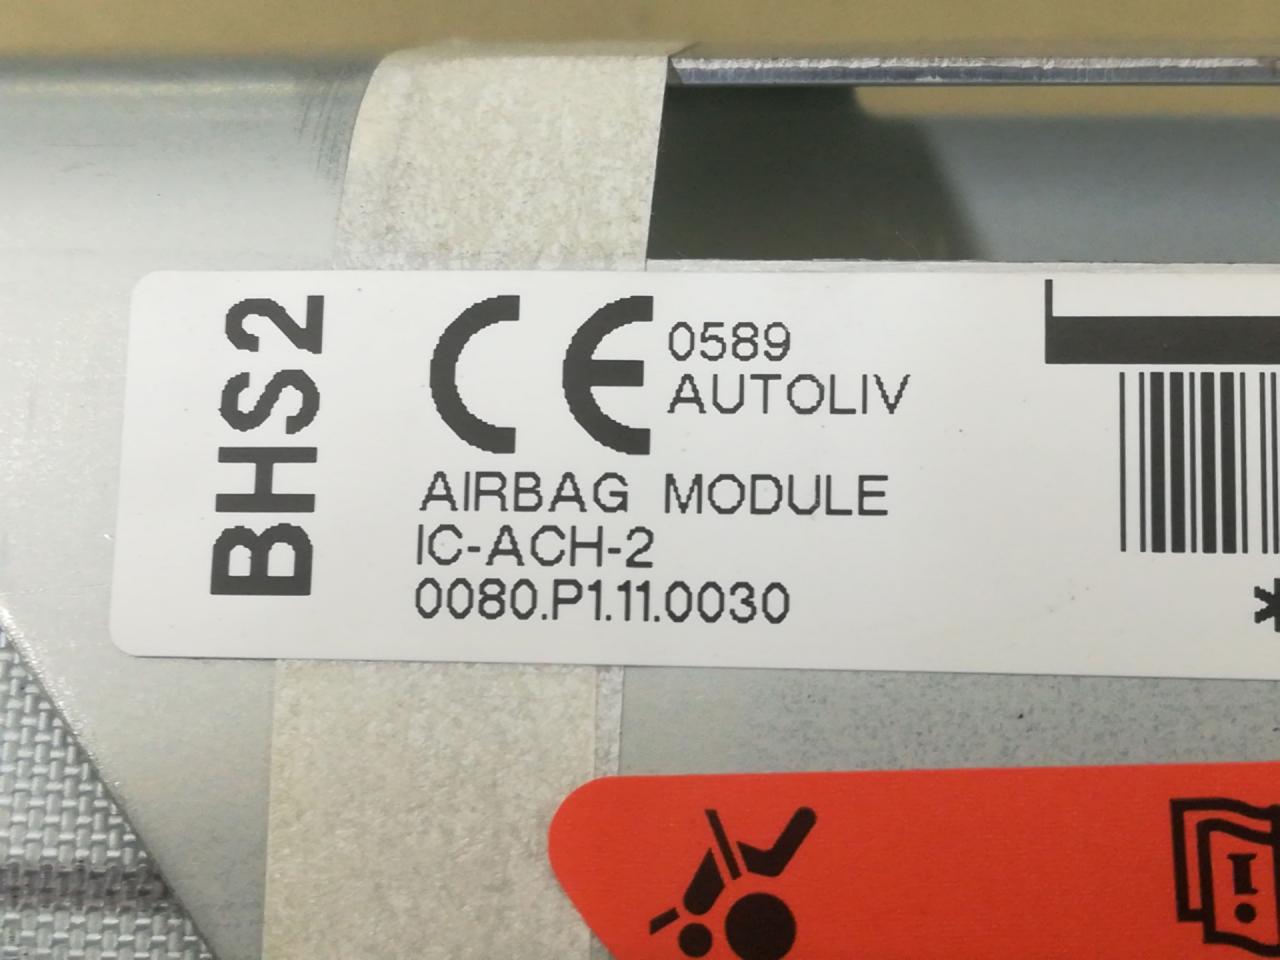 BHS2
CE 0589
AUTOLIV
AIRBAG MODULE
IC-ACH-2
0080.P1.11.0030
*